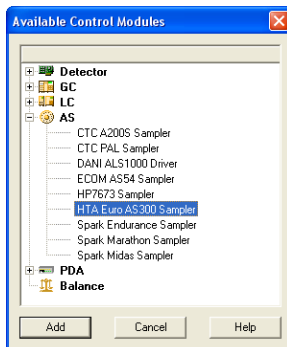 Available Control Modules
Detector
GC
LC
AS
CTC A200S Sampler
CTC PAL Sampler
DANI ALS1000 Driver
ECOM AS54 Sampler
HP7673 Sampler
HTA Euro AS300 Sampler
Spark Endurance Sampler
Spark Marathon Sampler
Spark Midas Sampler
PDA
Balance
Add
Cancel
Help